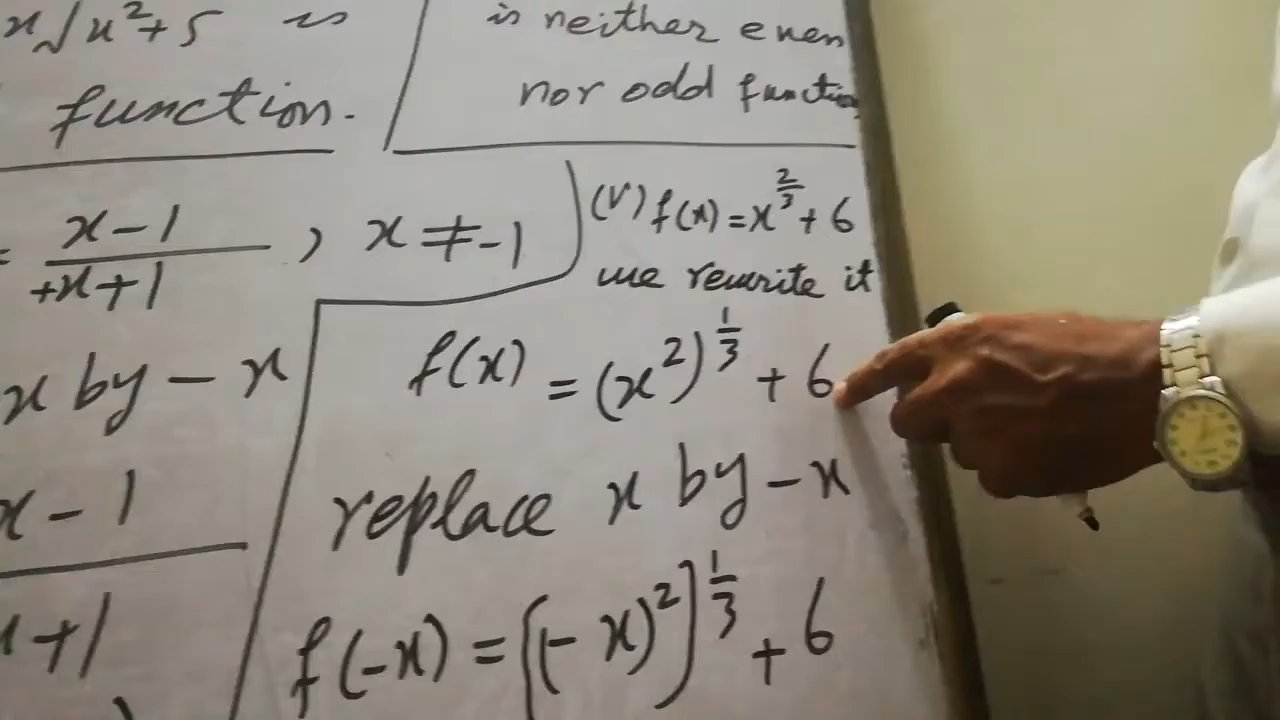 x√x²+5 is
function.
is neither even
nor odd function
= x-1/+x+1 , x ≠ -1
x by - x
x - 1
x+1
(V) f(x) = x^(2/3) + 6
we rewrite it
f(x) = (x²)^(1/3) + 6
replace x by - x
f(-x) = [(-x)²]^(1/3) + 6